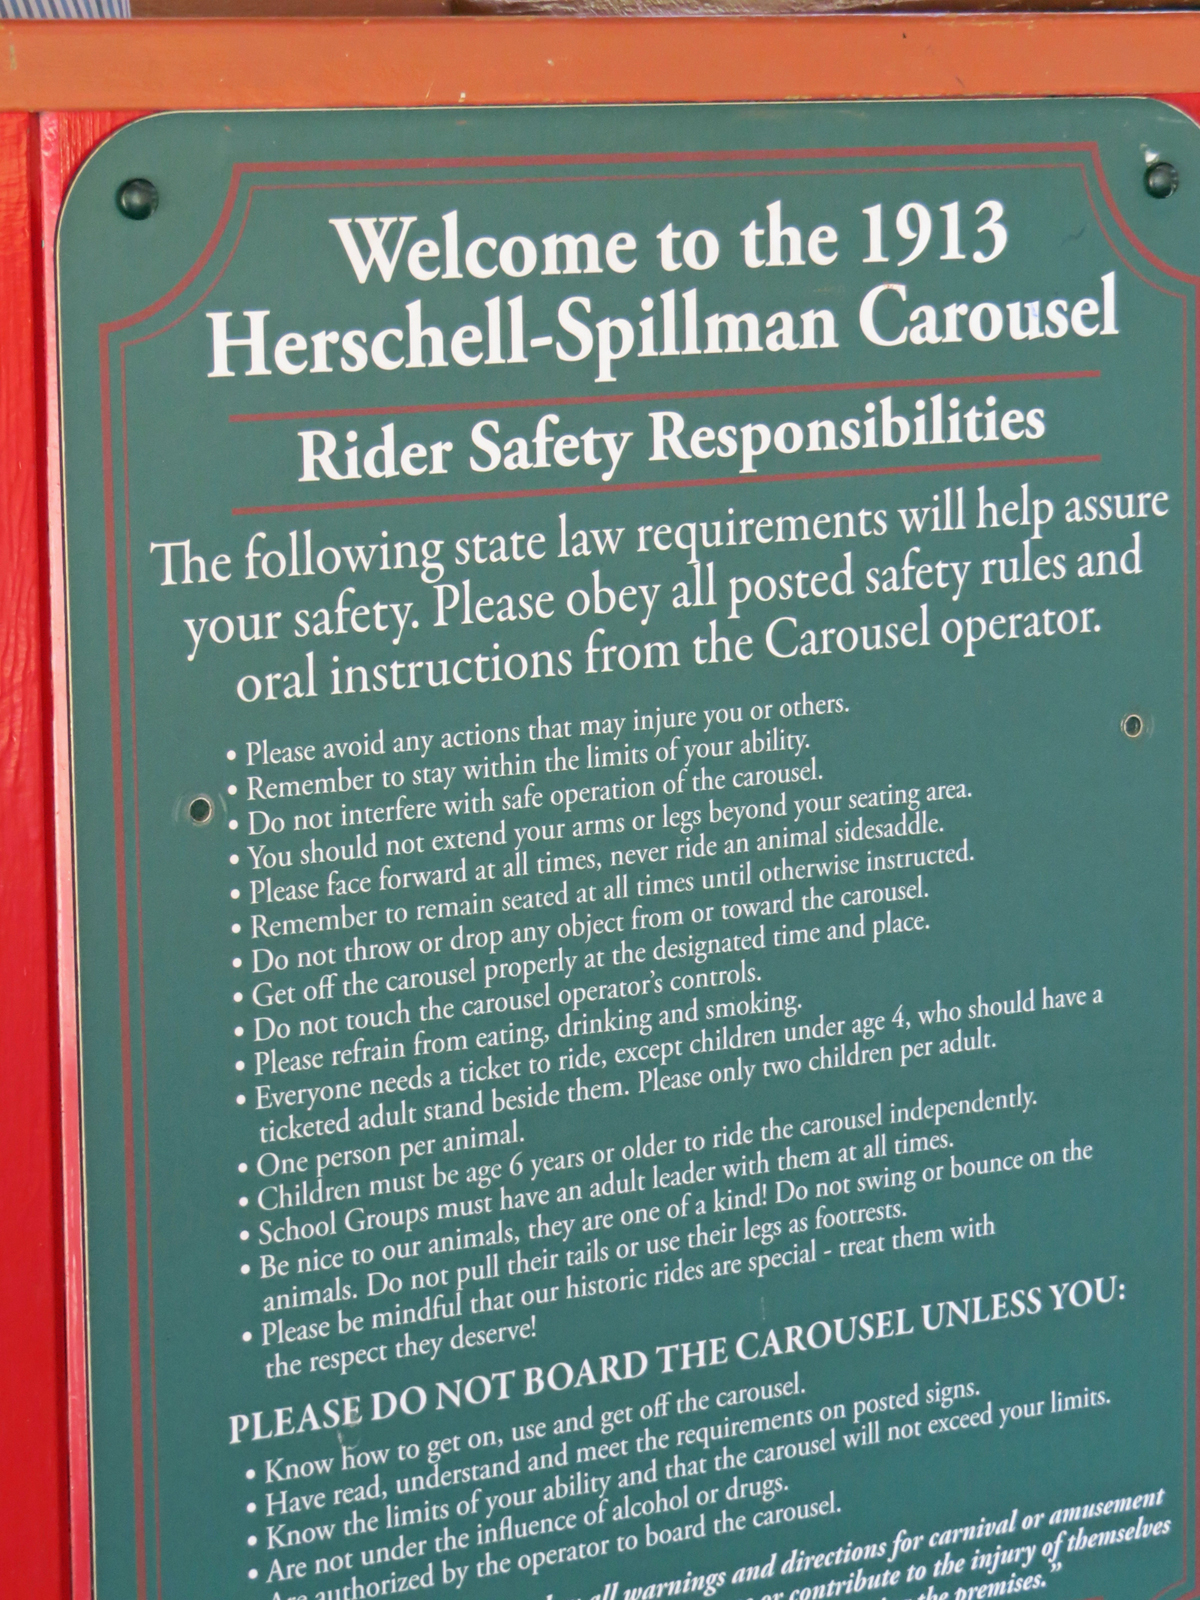 Welcome to the 1913
Herschell-Spillman Carousel
Rider Safety Responsibilities
The following state law requirements will help assure
your safety. Please obey all posted safety rules and
oral instructions from the Carousel operator.
• Please avoid any actions that may injure you or others.
• Remember to stay within the limits of your ability.
• Do not interfere with safe operation of the carousel.
• You should not extend your arms or legs beyond your seating area.
• Please face forward at all times, never ride an animal sidesaddle.
• Remember to remain seated at all times until otherwise instructed.
• Do not throw or drop any object from or toward the carousel.
• Get off the carousel properly at the designated time and place.
• Do not touch the carousel operator's controls.
• Please refrain from eating, drinking and smoking.
• Everyone needs a ticket to ride, except children under age 4, who should have a
ticketed adult stand beside them. Please only two children per adult.
• One person per animal.
• Children must be age 6 years or older to ride the carousel independently.
• School Groups must have an adult leader with them at all times.
• Be nice to our animals, they are one of a kind! Do not swing or bounce on the
animals. Do not pull their tails or use their legs as footrests.
• Please be mindful that our historic rides are special - treat them with
the respect they deserve!
PLEASE DO NOT BOARD THE CAROUSEL UNLESS YOU:
• Know how to get on, use and get off the carousel.
• Have read, understand and meet the requirements on posted signs.
• Know the limits of your ability and that the carousel will not exceed your limits.
• Are not under the influence of alcohol or drugs.
Are authorized by the operator to board the carousel.
all warnings and directions for carnival or amusement
or contribute to the injury of themselves
the premises."